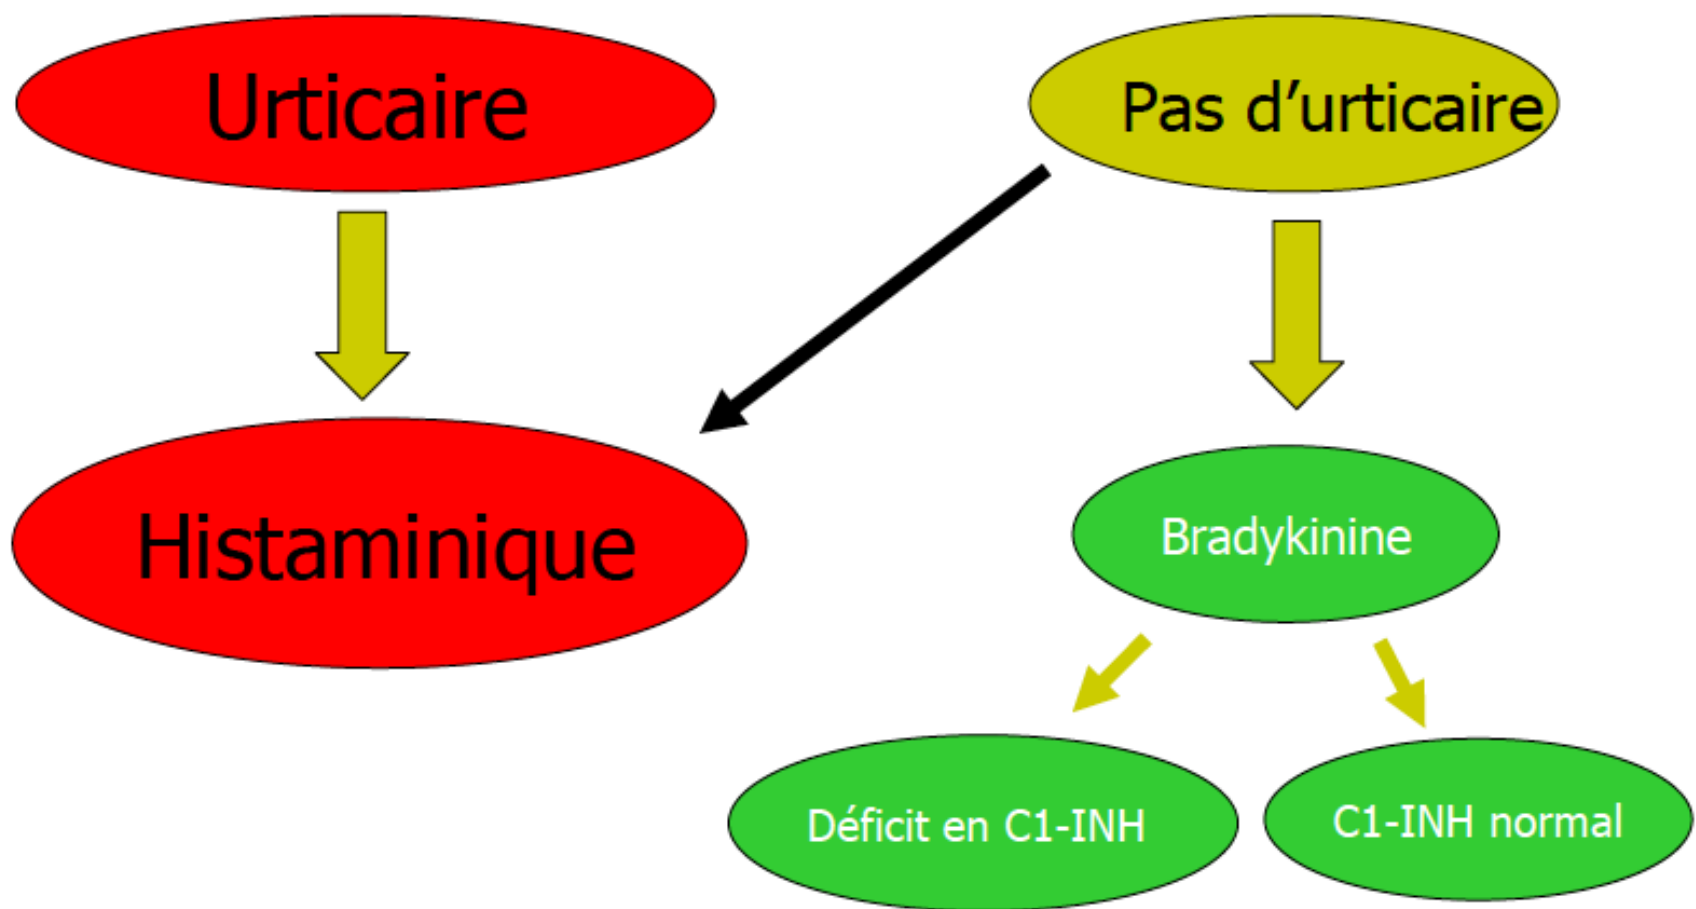 Urticaire
Pas d’urticaire
Histaminique
Bradykinine
Déficit en C1-INH
C1-INH normal